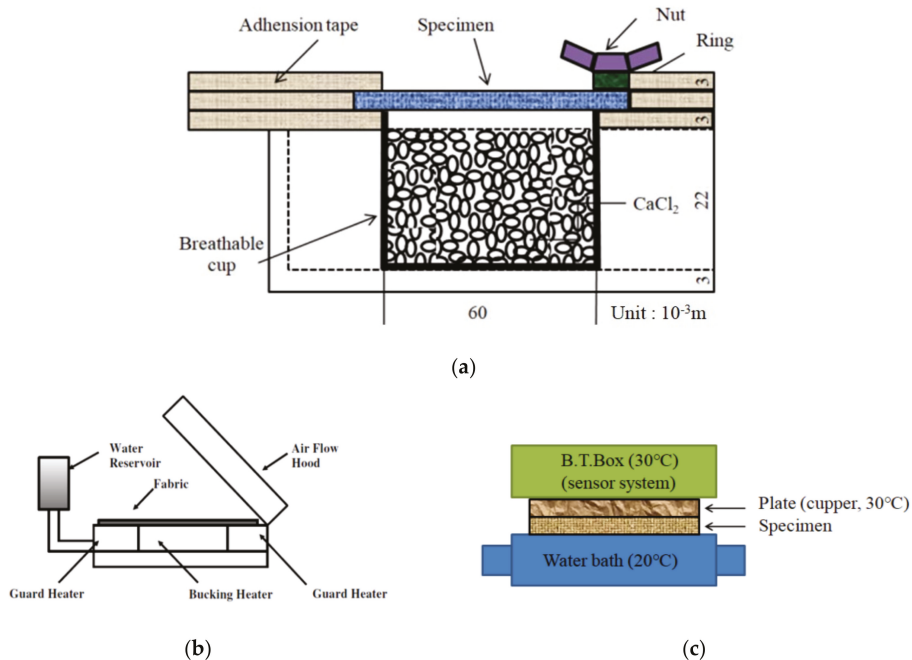 Nut
Adhension tape
Specimen
Ring
3
3
22
CaCl2
Breathable
cup
3
60
Unit : 10-3m
(a)
Water
Reservoir
Air Flow
Hood
Fabric
Guard Heater
Bucking Heater
Guard Heater
(b)
B.T.Box (30℃)
(sensor system)
Plate (cupper, 30℃)
Specimen
Water bath (20℃)
(c)